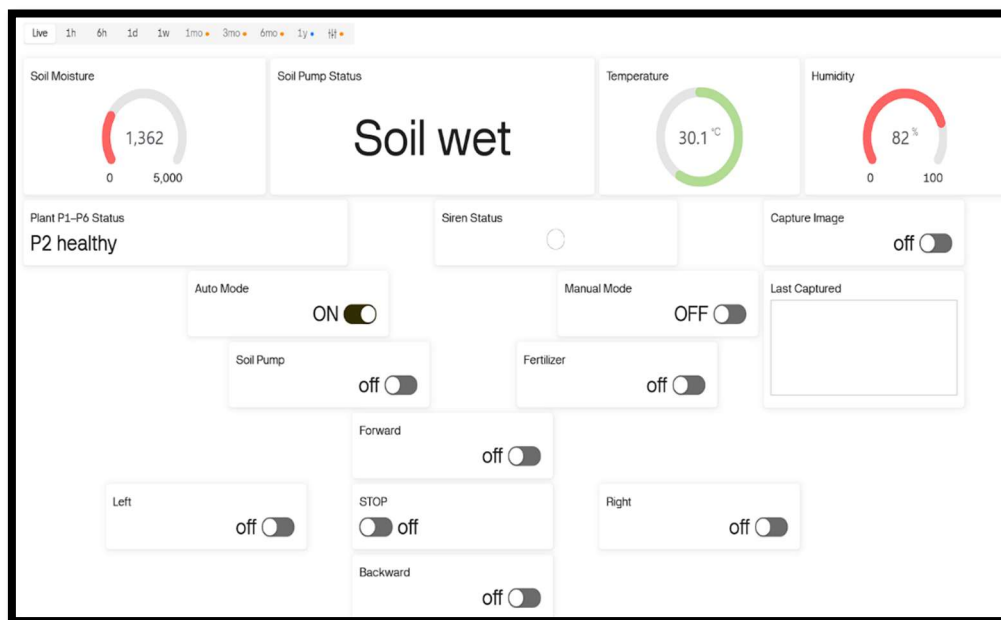 Live 1h 6h 1d 1w 1mo 3mo 6mo 1y
Soil Moisture
1,362
0 5,000
Soil Pump Status
Soil wet
Temperature
30.1 °C
Humidity
82 %
0 100
Plant P1–P6 Status
P2 healthy
Siren Status
Capture Image
off
Auto Mode
ON
Manual Mode
OFF
Last Captured
Soil Pump
off
Fertilizer
off
Forward
off
Left
off
STOP
off
Right
off
Backward
off